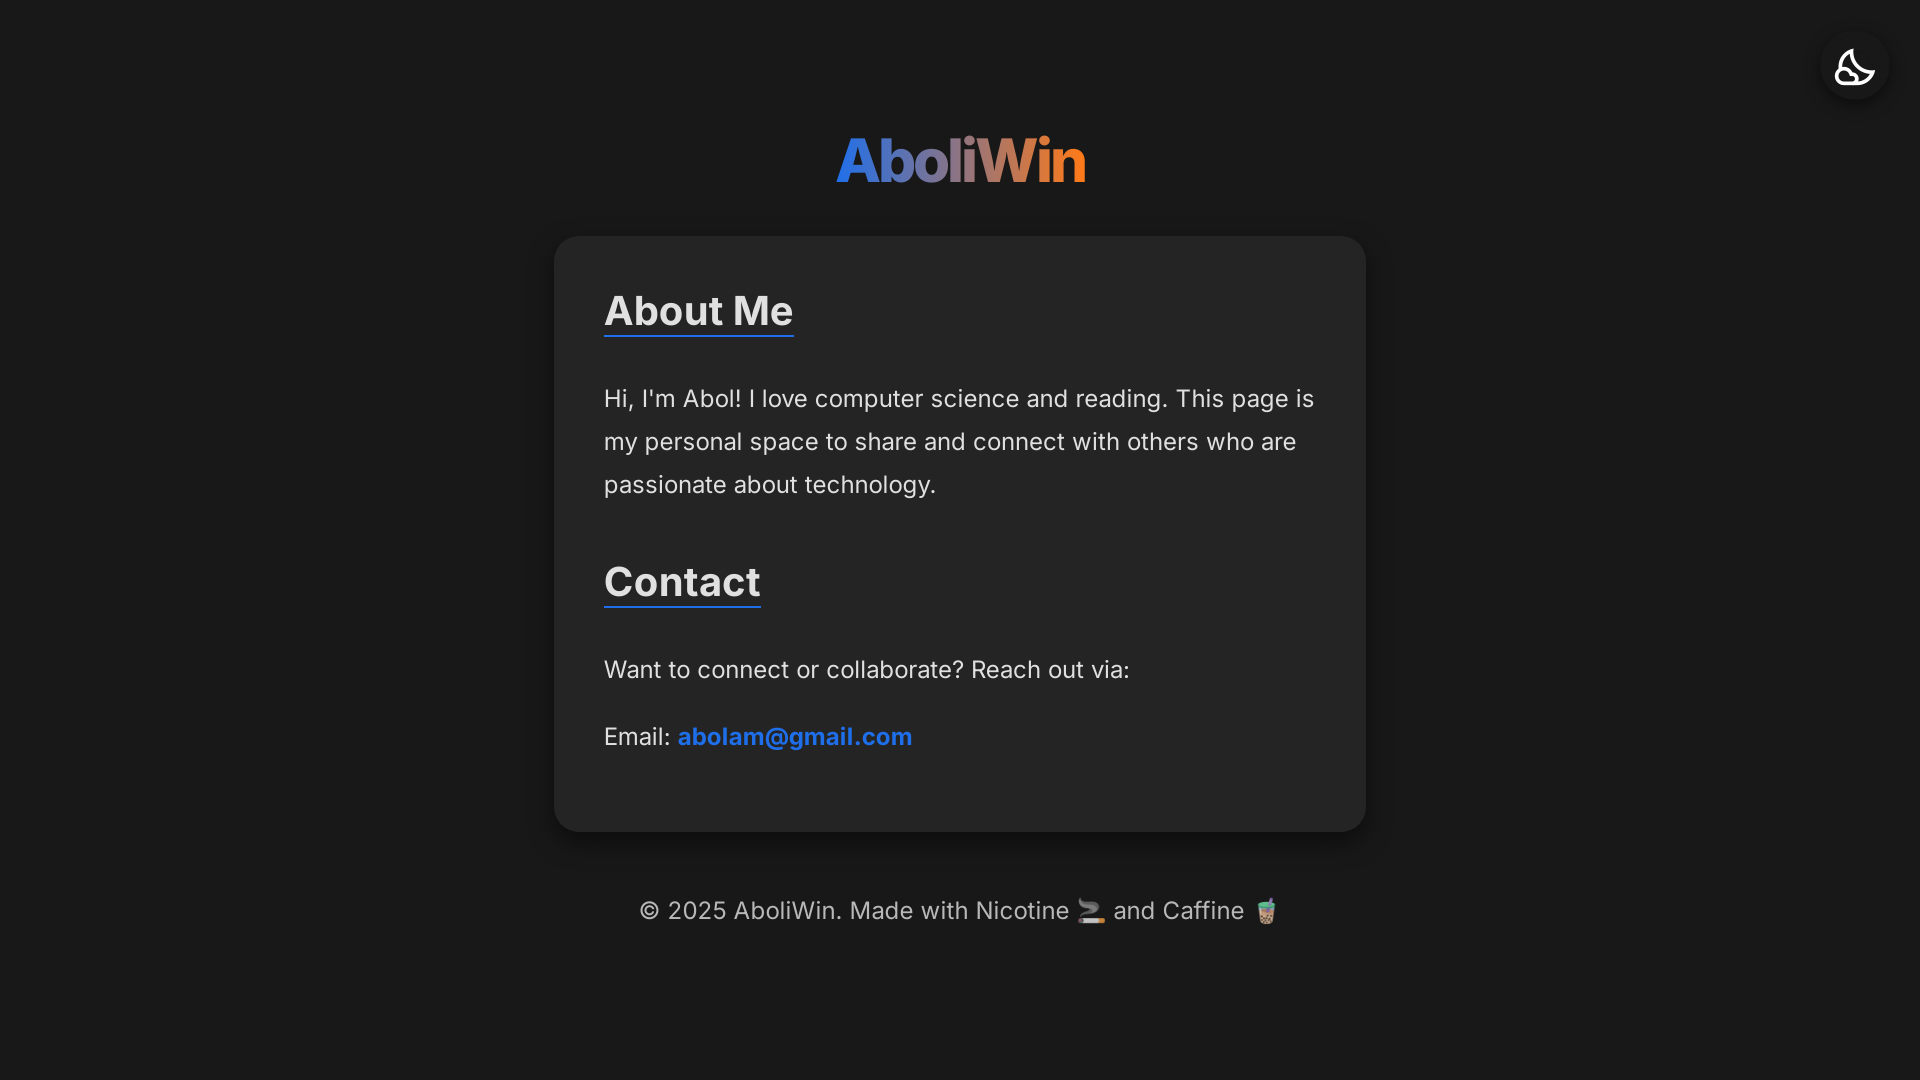 AboliWin
About Me
Hi, I'm Abol! I love computer science and reading. This page is
my personal space to share and connect with others who are
passionate about technology.
Contact
Want to connect or collaborate? Reach out via:
Email: abolam@gmail.com
© 2025 AboliWin. Made with Nicotine 🚬 and Caffine 🧋